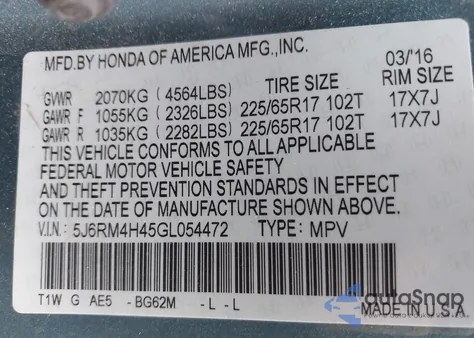 MFD.BY HONDA OF AMERICA MFG.,INC. 03/'16
TIRE SIZE RIM SIZE
GVWR 2070KG (4564LBS)
GAWR F 1055KG (2326LBS) 225/65R17 102T 17X7J
GAWR R 1035KG (2282LBS) 225/65R17 102T 17X7J
THIS VEHICLE CONFORMS TO ALL APPLICABLE
FEDERAL MOTOR VEHICLE SAFETY
AND THEFT PREVENTION STANDARDS IN EFFECT
ON THE DATE OF MANUFACTURE SHOWN ABOVE.
V.I.N.: 5J6RM4H45GL054472 TYPE: MPV
T1W G AE5 -BG62M -L -L
AutoSnap
MADE IN U.S.A